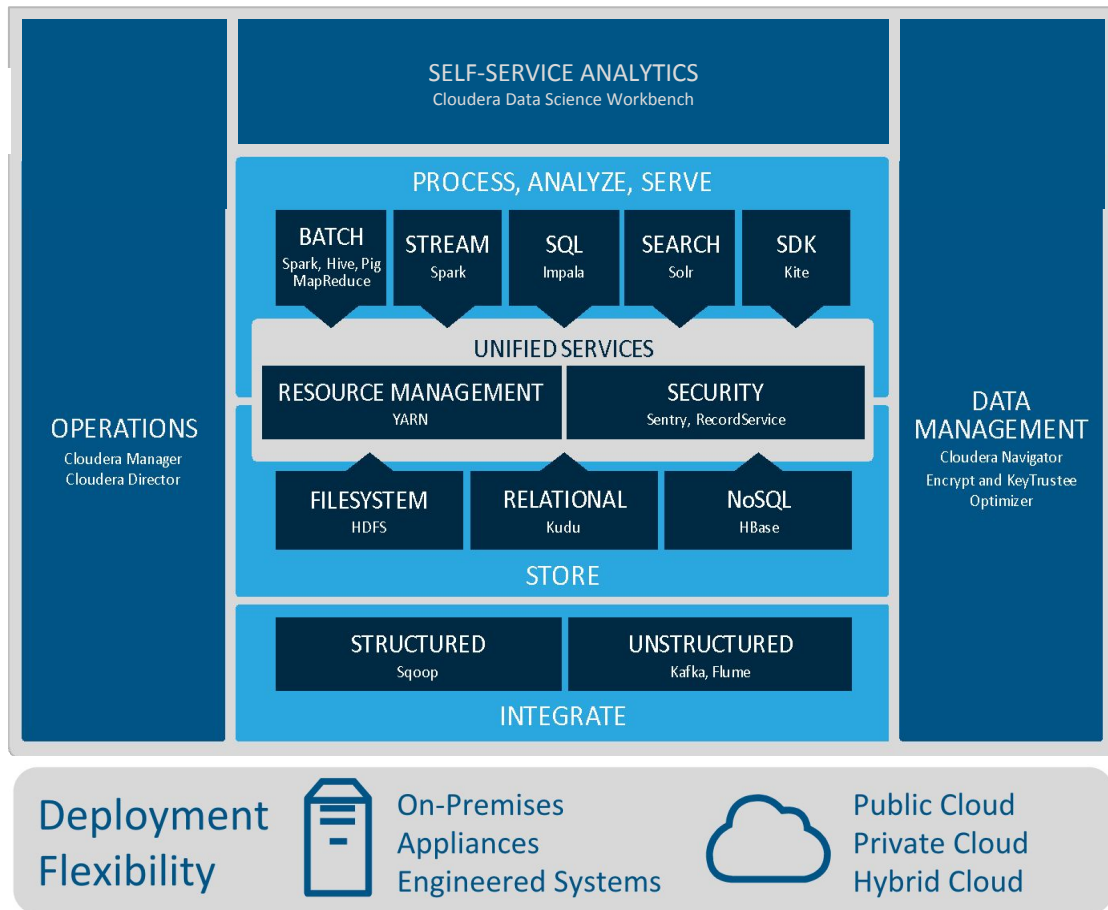 SELF-SERVICE ANALYTICS
Cloudera Data Science Workbench
PROCESS, ANALYZE, SERVE
BATCH
Spark, Hive, Pig
MapReduce
STREAM
Spark
SQL
Impala
SEARCH
Solr
SDK
Kite
UNIFIED SERVICES
RESOURCE MANAGEMENT
YARN
SECURITY
Sentry, RecordService
OPERATIONS
Cloudera Manager
Cloudera Director
DATA
MANAGEMENT
Cloudera Navigator
Encrypt and KeyTrustee
Optimizer
FILESYSTEM
HDFS
RELATIONAL
Kudu
NoSQL
HBase
STORE
STRUCTURED
Sqoop
UNSTRUCTURED
Kafka, Flume
INTEGRATE
Deployment
Flexibility
On-Premises
Appliances
Engineered Systems
Public Cloud
Private Cloud
Hybrid Cloud